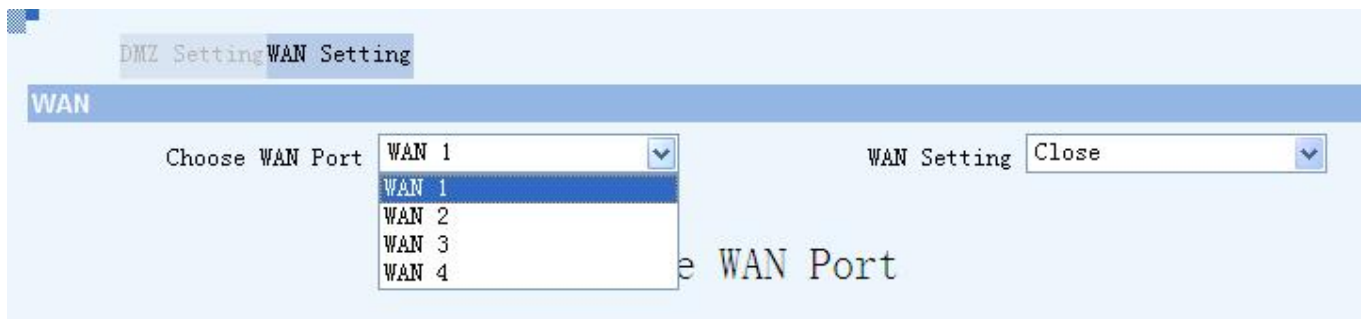 DMZ Setting WAN Setting
WAN
Choose WAN Port WAN 1 WAN Setting Close
WAN 1
WAN 2
WAN 3
WAN 4
e WAN Port